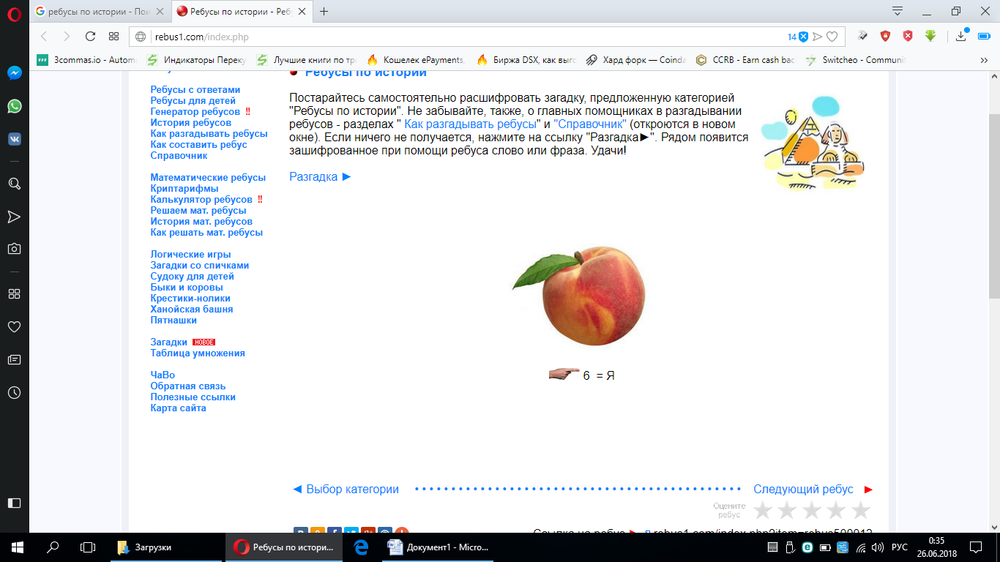 ребусы по истории - Пои
Ребусы по истории - Реб
rebus1.com/index.php
14
3commas.io - Autom
Индикаторы Переку
Лучшие книги по тр
Кошелек ePayments,
Биржа DSX, как выго
Хард форк — Coinda
CCRB - Earn cash bac
Switcheo - Communit
Ребусы по истории
Ребусы с ответами
Ребусы для детей
Генератор ребусов !!
История ребусов
Как разгадывать ребусы
Как составить ребус
Справочник
Математические ребусы
Криптарифмы
Калькулятор ребусов !!
Решаем мат. ребусы
История мат. ребусов
Как решать мат. ребусы
Логические игры
Загадки со спичками
Судоку для детей
Быки и коровы
Крестики-нолики
Ханойская башня
Пятнашки
Загадки НОВОЕ
Таблица умножения
ЧаВо
Обратная связь
Полезные ссылки
Карта сайта
Постарайтесь самостоятельно расшифровать загадку, предложенную категорией
"Ребусы по истории". Не забывайте, также, о главных помощниках в разгадывании
ребусов - разделах " Как разгадывать ребусы" и "Справочник" (откроются в новом
окне). Если ничего не получается, нажмите на ссылку "Разгадка►". Рядом появится
зашифрованное при помощи ребуса слово или фраза. Удачи!
Разгадка ►
6 = Я
◄ Выбор категории
Следующий ребус ►
Оцените
ребус
Ссылка на ребус ►
rebus1.com/index.php?item=rebus500012
Загрузки
Ребусы по истори...
Документ1 - Micro...
РУС
0:35
26.06.2018